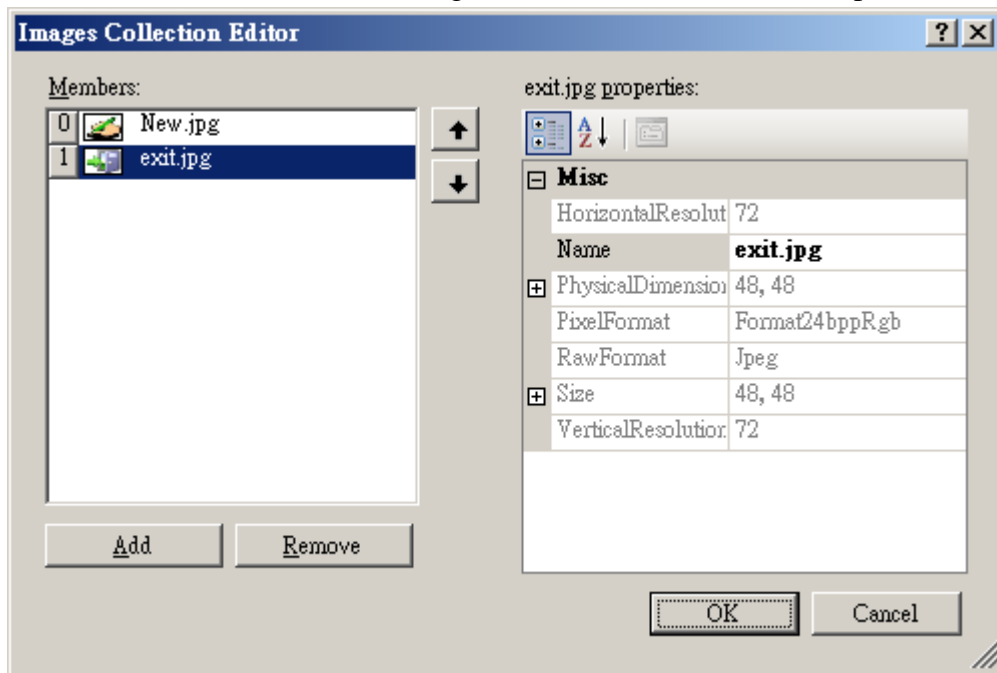 Images Collection Editor
Members:
0 New.jpg
1 exit.jpg
Add
Remove
exit.jpg properties:
Misc
HorizontalResolut 72
Name exit.jpg
PhysicalDimension 48, 48
PixelFormat Format24bppRgb
RawFormat Jpeg
Size 48, 48
VerticalResolution 72
OK
Cancel